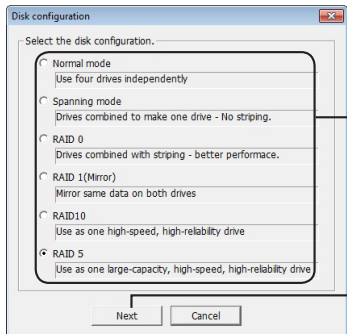 Disk configuration
Select the disk configuration.
Normal mode
Use four drives independently
Spanning mode
Drives combined to make one drive - No striping.
RAID 0
Drives combined with striping - better performace.
RAID 1(Mirror)
Mirror same data on both drives
RAID10
Use as one high-speed, high-reliability drive
RAID 5
Use as one large-capacity, high-speed, high-reliability drive
Next
Cancel